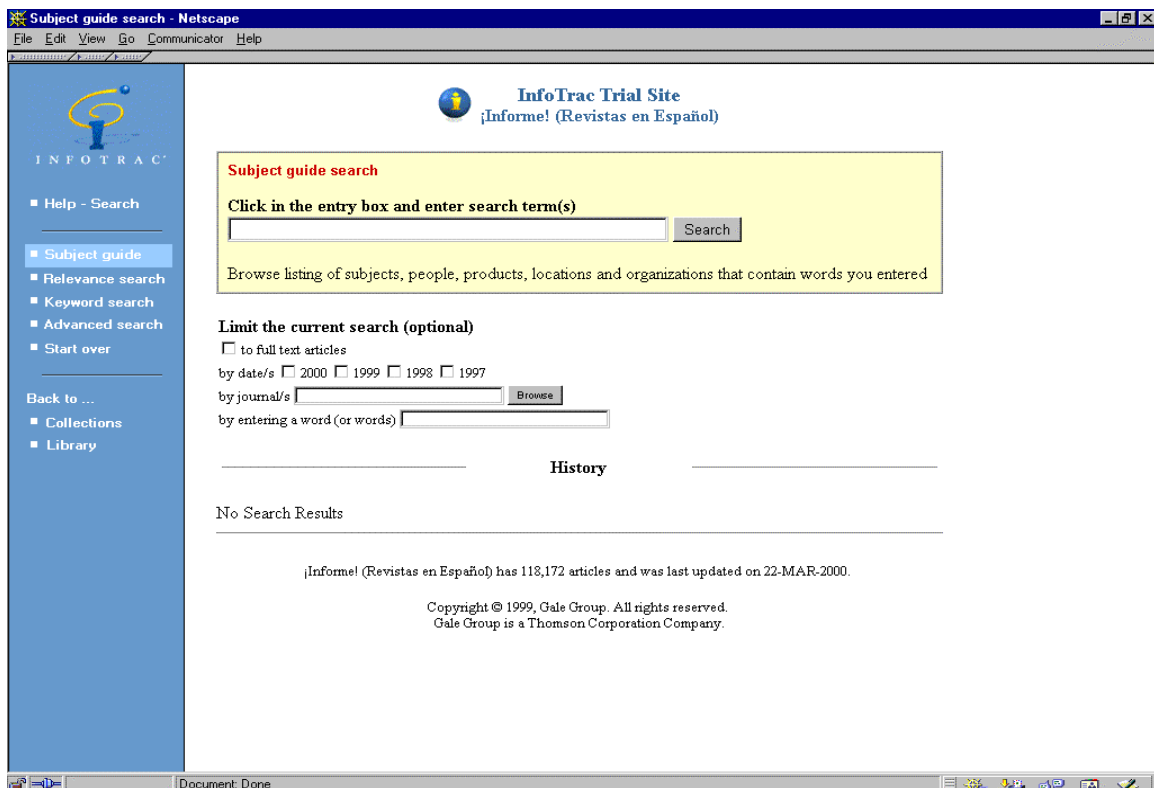 Subject guide search - Netscape
File Edit View Go Communicator Help
InfoTrac Trial Site
¡Informe! (Revistas en Español)
INFOTRAC
Help - Search
Subject guide
Relevance search
Keyword search
Advanced search
Start over
Back to ...
Collections
Library
Subject guide search
Click in the entry box and enter search term(s)
Search
Browse listing of subjects, people, products, locations and organizations that contain words you entered
Limit the current search (optional)
to full text articles
by date/s 2000 1999 1998 1997
by journal/s Browse
by entering a word (or words)
History
No Search Results
¡Informe! (Revistas en Español) has 118,172 articles and was last updated on 22-MAR-2000.
Copyright © 1999, Gale Group. All rights reserved.
Gale Group is a Thomson Corporation Company.
Document: Done